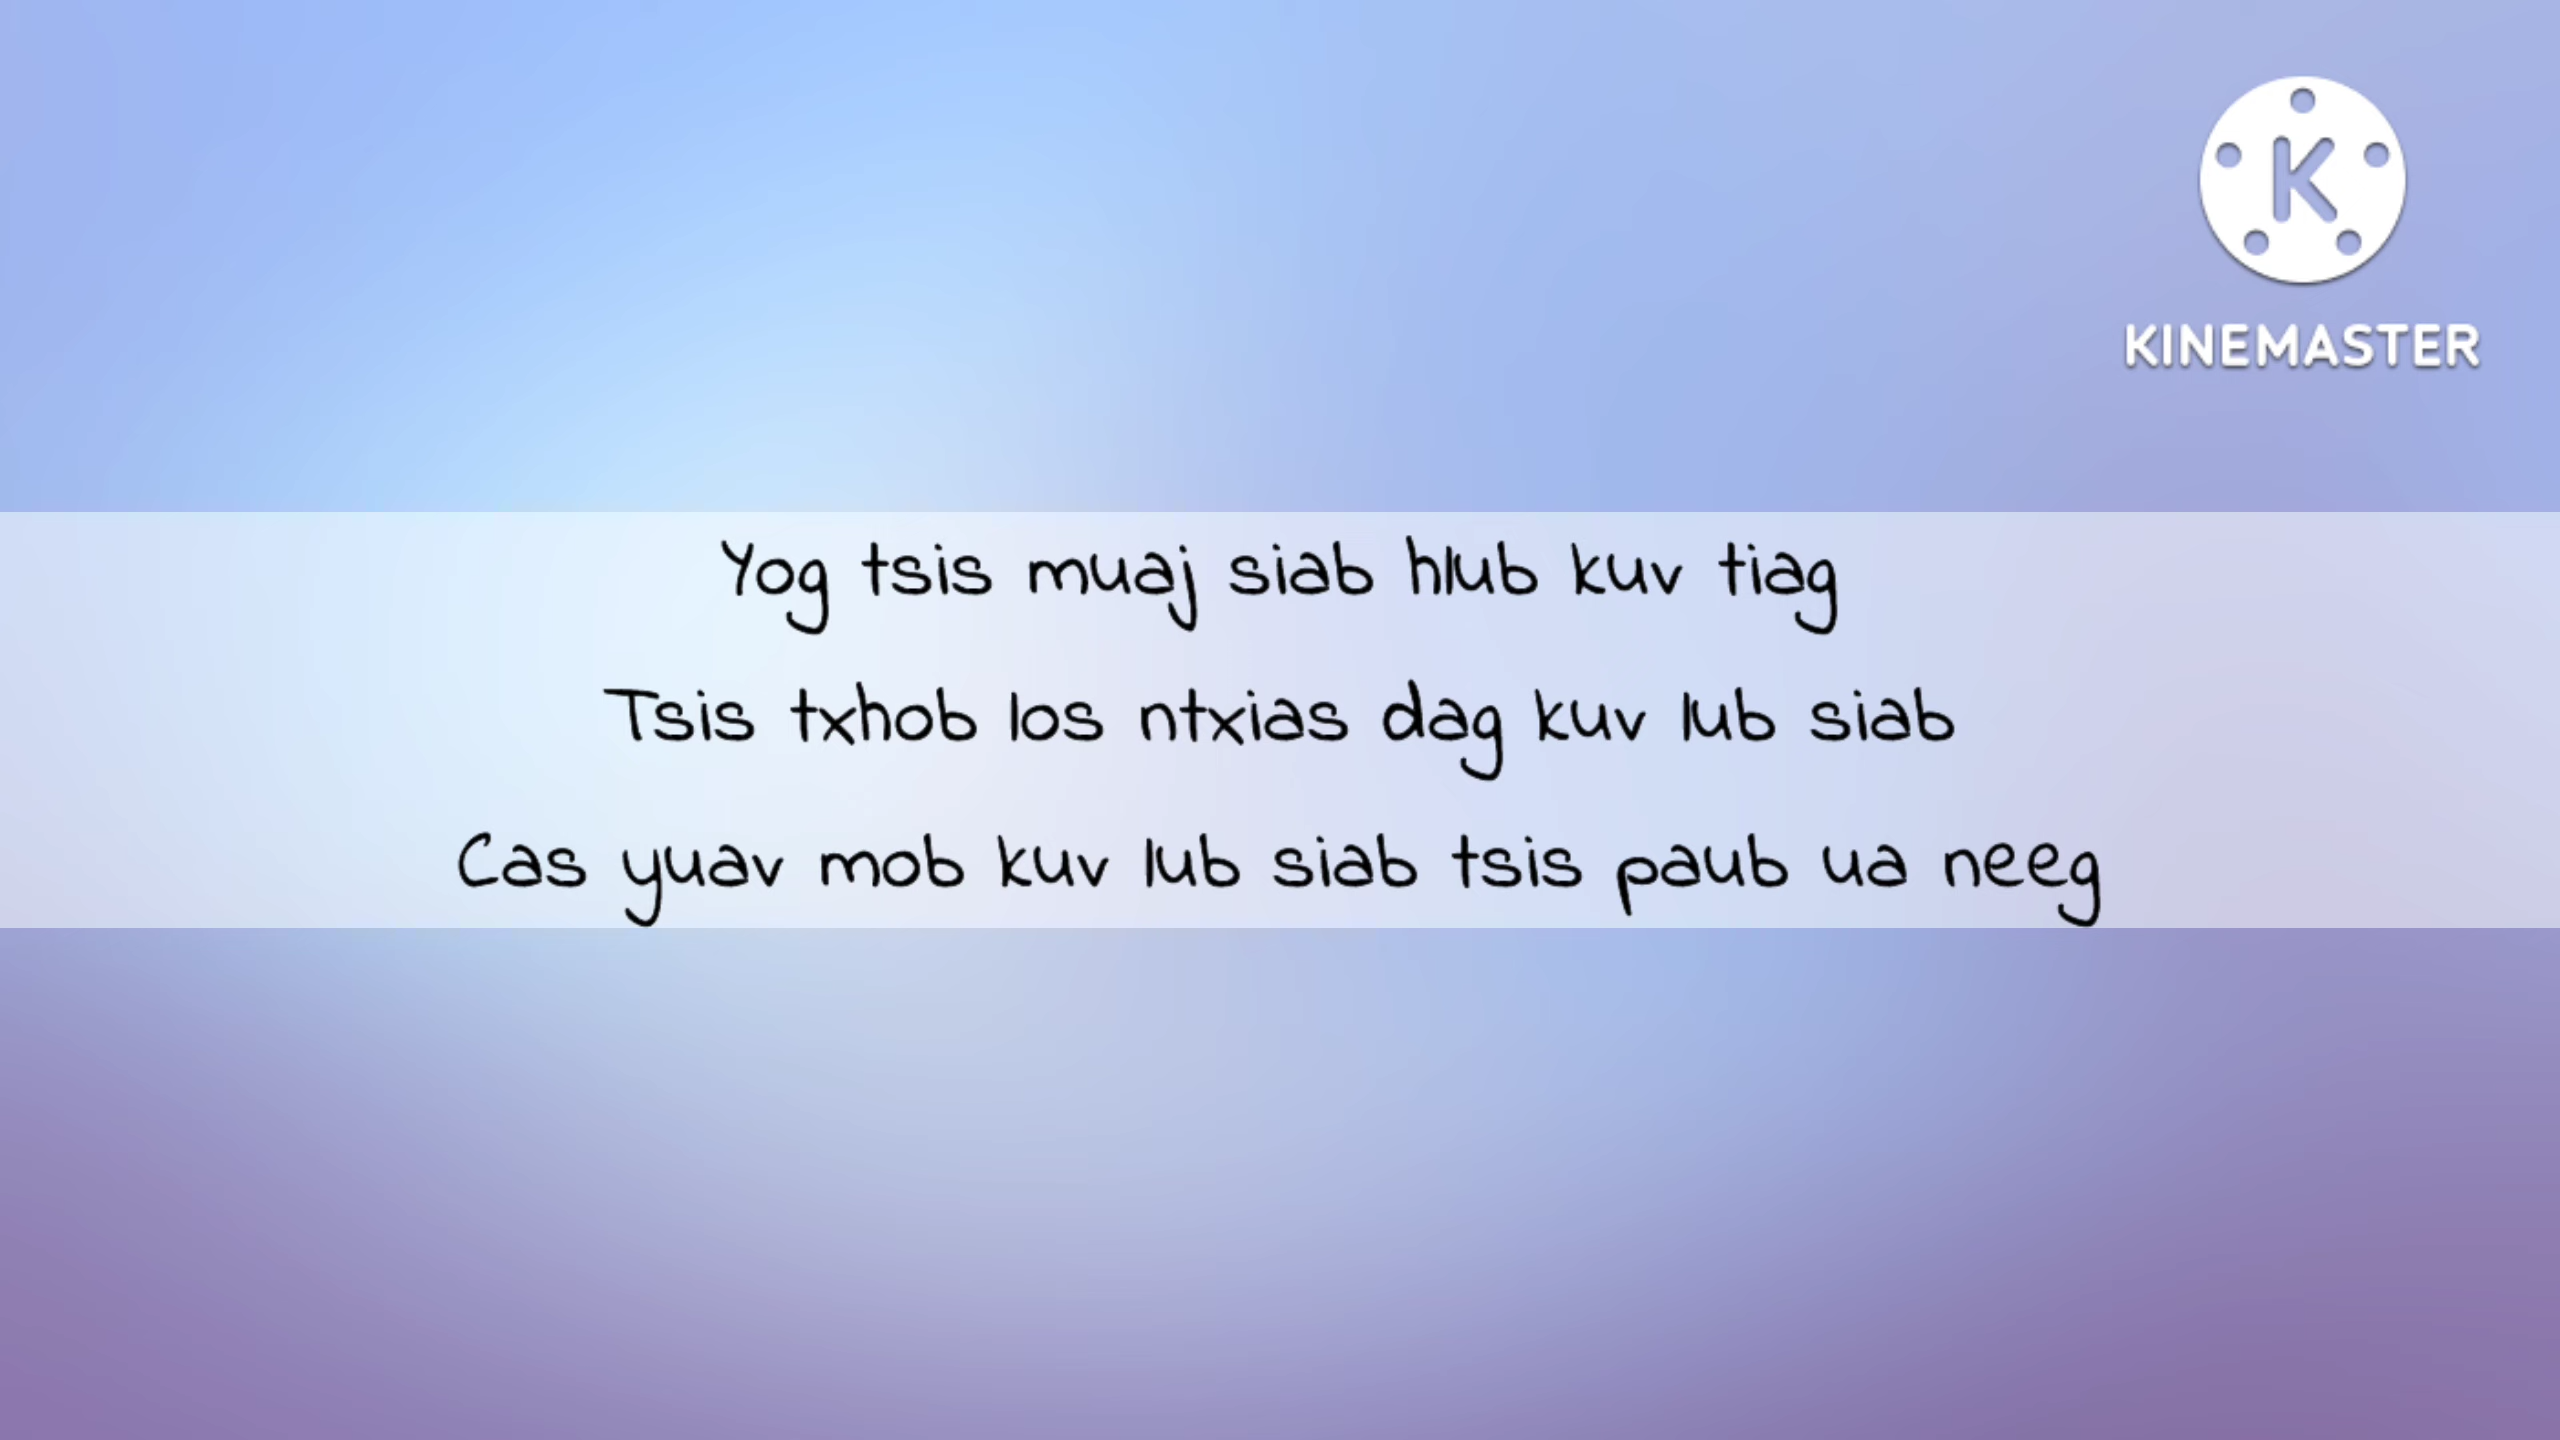 KINEMASTER
Yog tsis muaj siab hlub kuv tiag
Tsis txhob los ntxias dag kuv lub siab
Cas yuav mob kuv lub siab tsis paub ua neeg